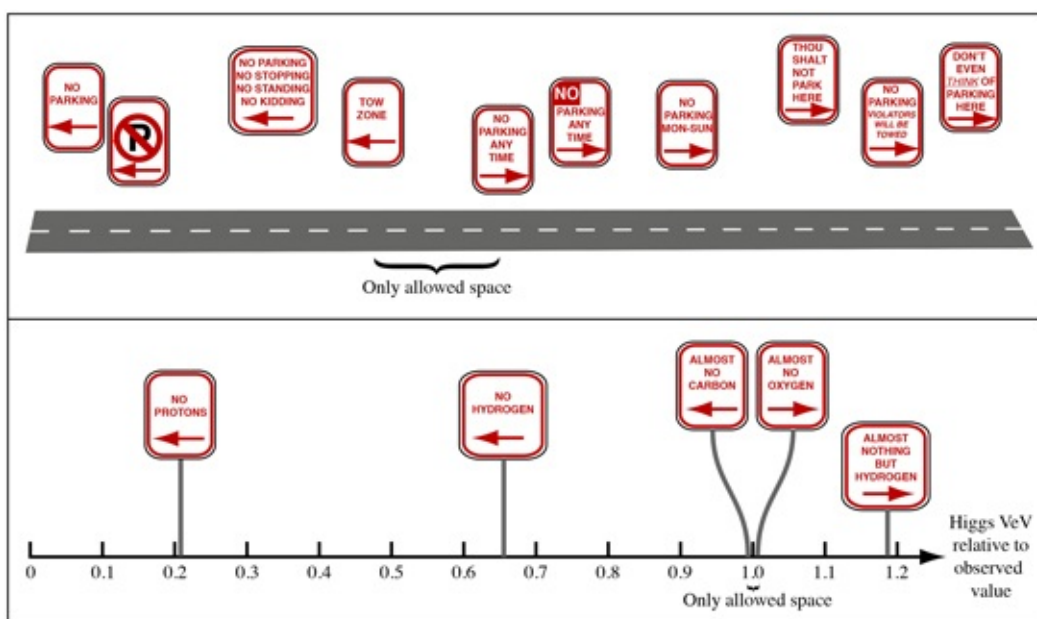 NO
PARKING
P
NO PARKING
NO STOPPING
NO STANDING
NO KIDDING
TOW
ZONE
NO
PARKING
ANY
TIME
NO
PARKING
ANY
TIME
NO
PARKING
MON-SUN
THOU
SHALT
NOT
PARK
HERE
NO
PARKING
VIOLATORS
WILL BE
TOWED
DON'T
EVEN
THINK OF
PARKING
HERE
Only allowed space
NO
PROTONS
NO
HYDROGEN
ALMOST
NO
CARBON
ALMOST
NO
OXYGEN
ALMOST
NOTHING
BUT
HYDROGEN
0 0.1 0.2 0.3 0.4 0.5 0.6 0.7 0.8 0.9 1.0 1.1 1.2
Higgs VeV
relative to
observed
value
Only allowed space